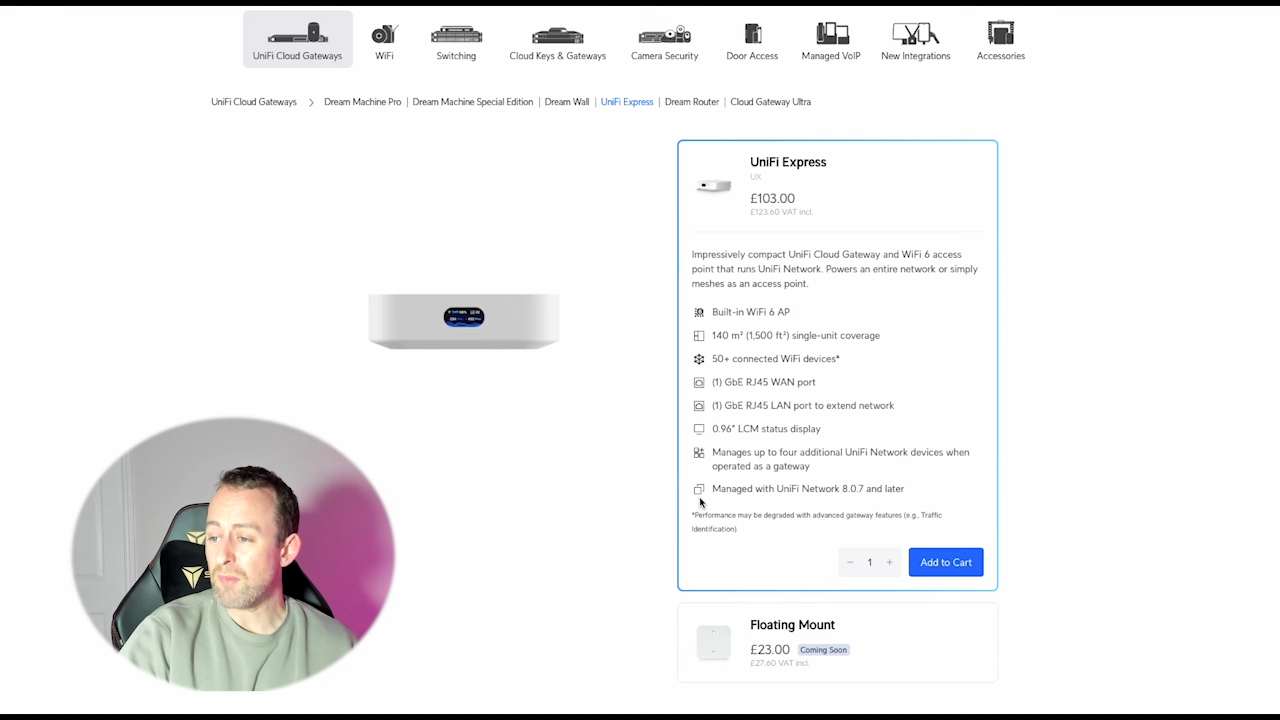 UniFi Cloud Gateways
WiFi
Switching
Cloud Keys & Gateways
Camera Security
Door Access
Managed VoIP
New Integrations
Accessories
UniFi Cloud Gateways > Dream Machine Pro | Dream Machine Special Edition | Dream Wall | UniFi Express | Dream Router | Cloud Gateway Ultra
UniFi Express
UX
£103.00
£123.60 VAT incl.
Impressively compact UniFi Cloud Gateway and WiFi 6 access
point that runs UniFi Network. Powers an entire network or simply
meshes as an access point.
Built-in WiFi 6 AP
140 m² (1,500 ft²) single-unit coverage
50+ connected WiFi devices*
(1) GbE RJ45 WAN port
(1) GbE RJ45 LAN port to extend network
0.96" LCM status display
Manages up to four additional UniFi Network devices when
operated as a gateway
Managed with UniFi Network 8.0.7 and later
*Performance may be degraded with advanced gateway features (e.g., Traffic
Identification).
− 1 +
Add to Cart
Floating Mount
£23.00 Coming Soon
£27.60 VAT incl.